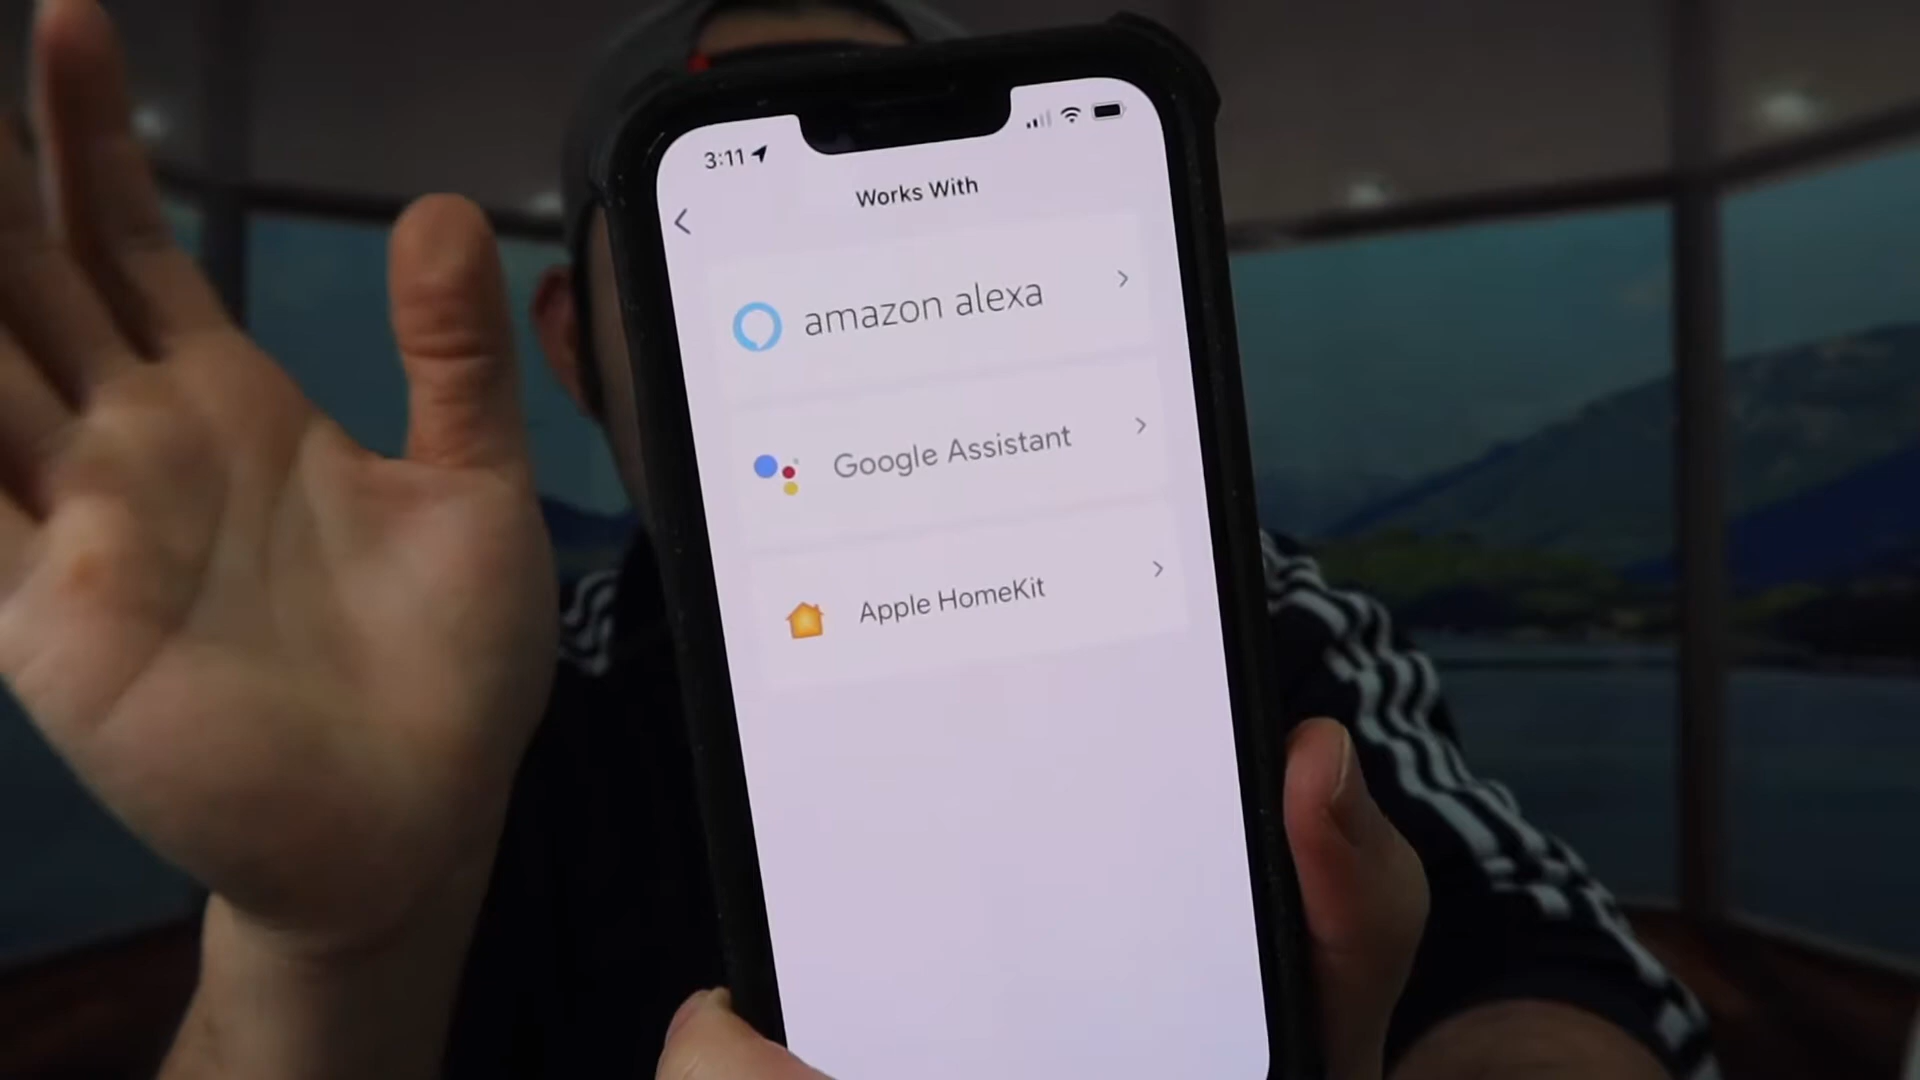 3:11
Works With
amazon alexa
Google Assistant
Apple HomeKit